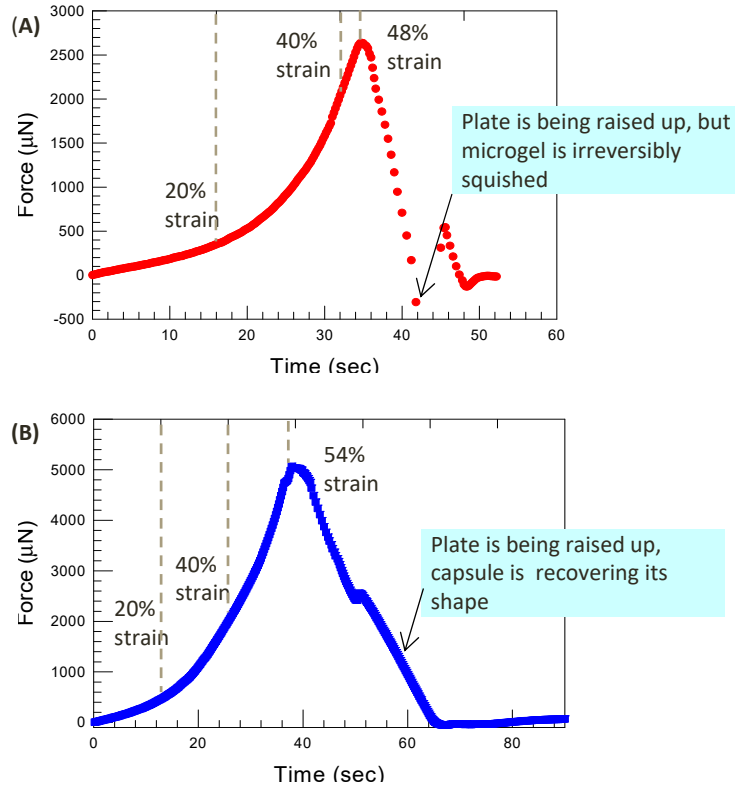 (A)
3000
2500
2000
1500
1000
500
0
-500
Force (µN)
20%
strain
40%
strain
48%
strain
Plate is being raised up, but
microgel is irreversibly
squished
0 10 20 30 40 50 60
Time (sec)
(B)
6000
5000
4000
3000
2000
1000
0
Force (µN)
20%
strain
40%
strain
54%
strain
Plate is being raised up,
capsule is recovering its
shape
0 20 40 60 80
Time (sec)